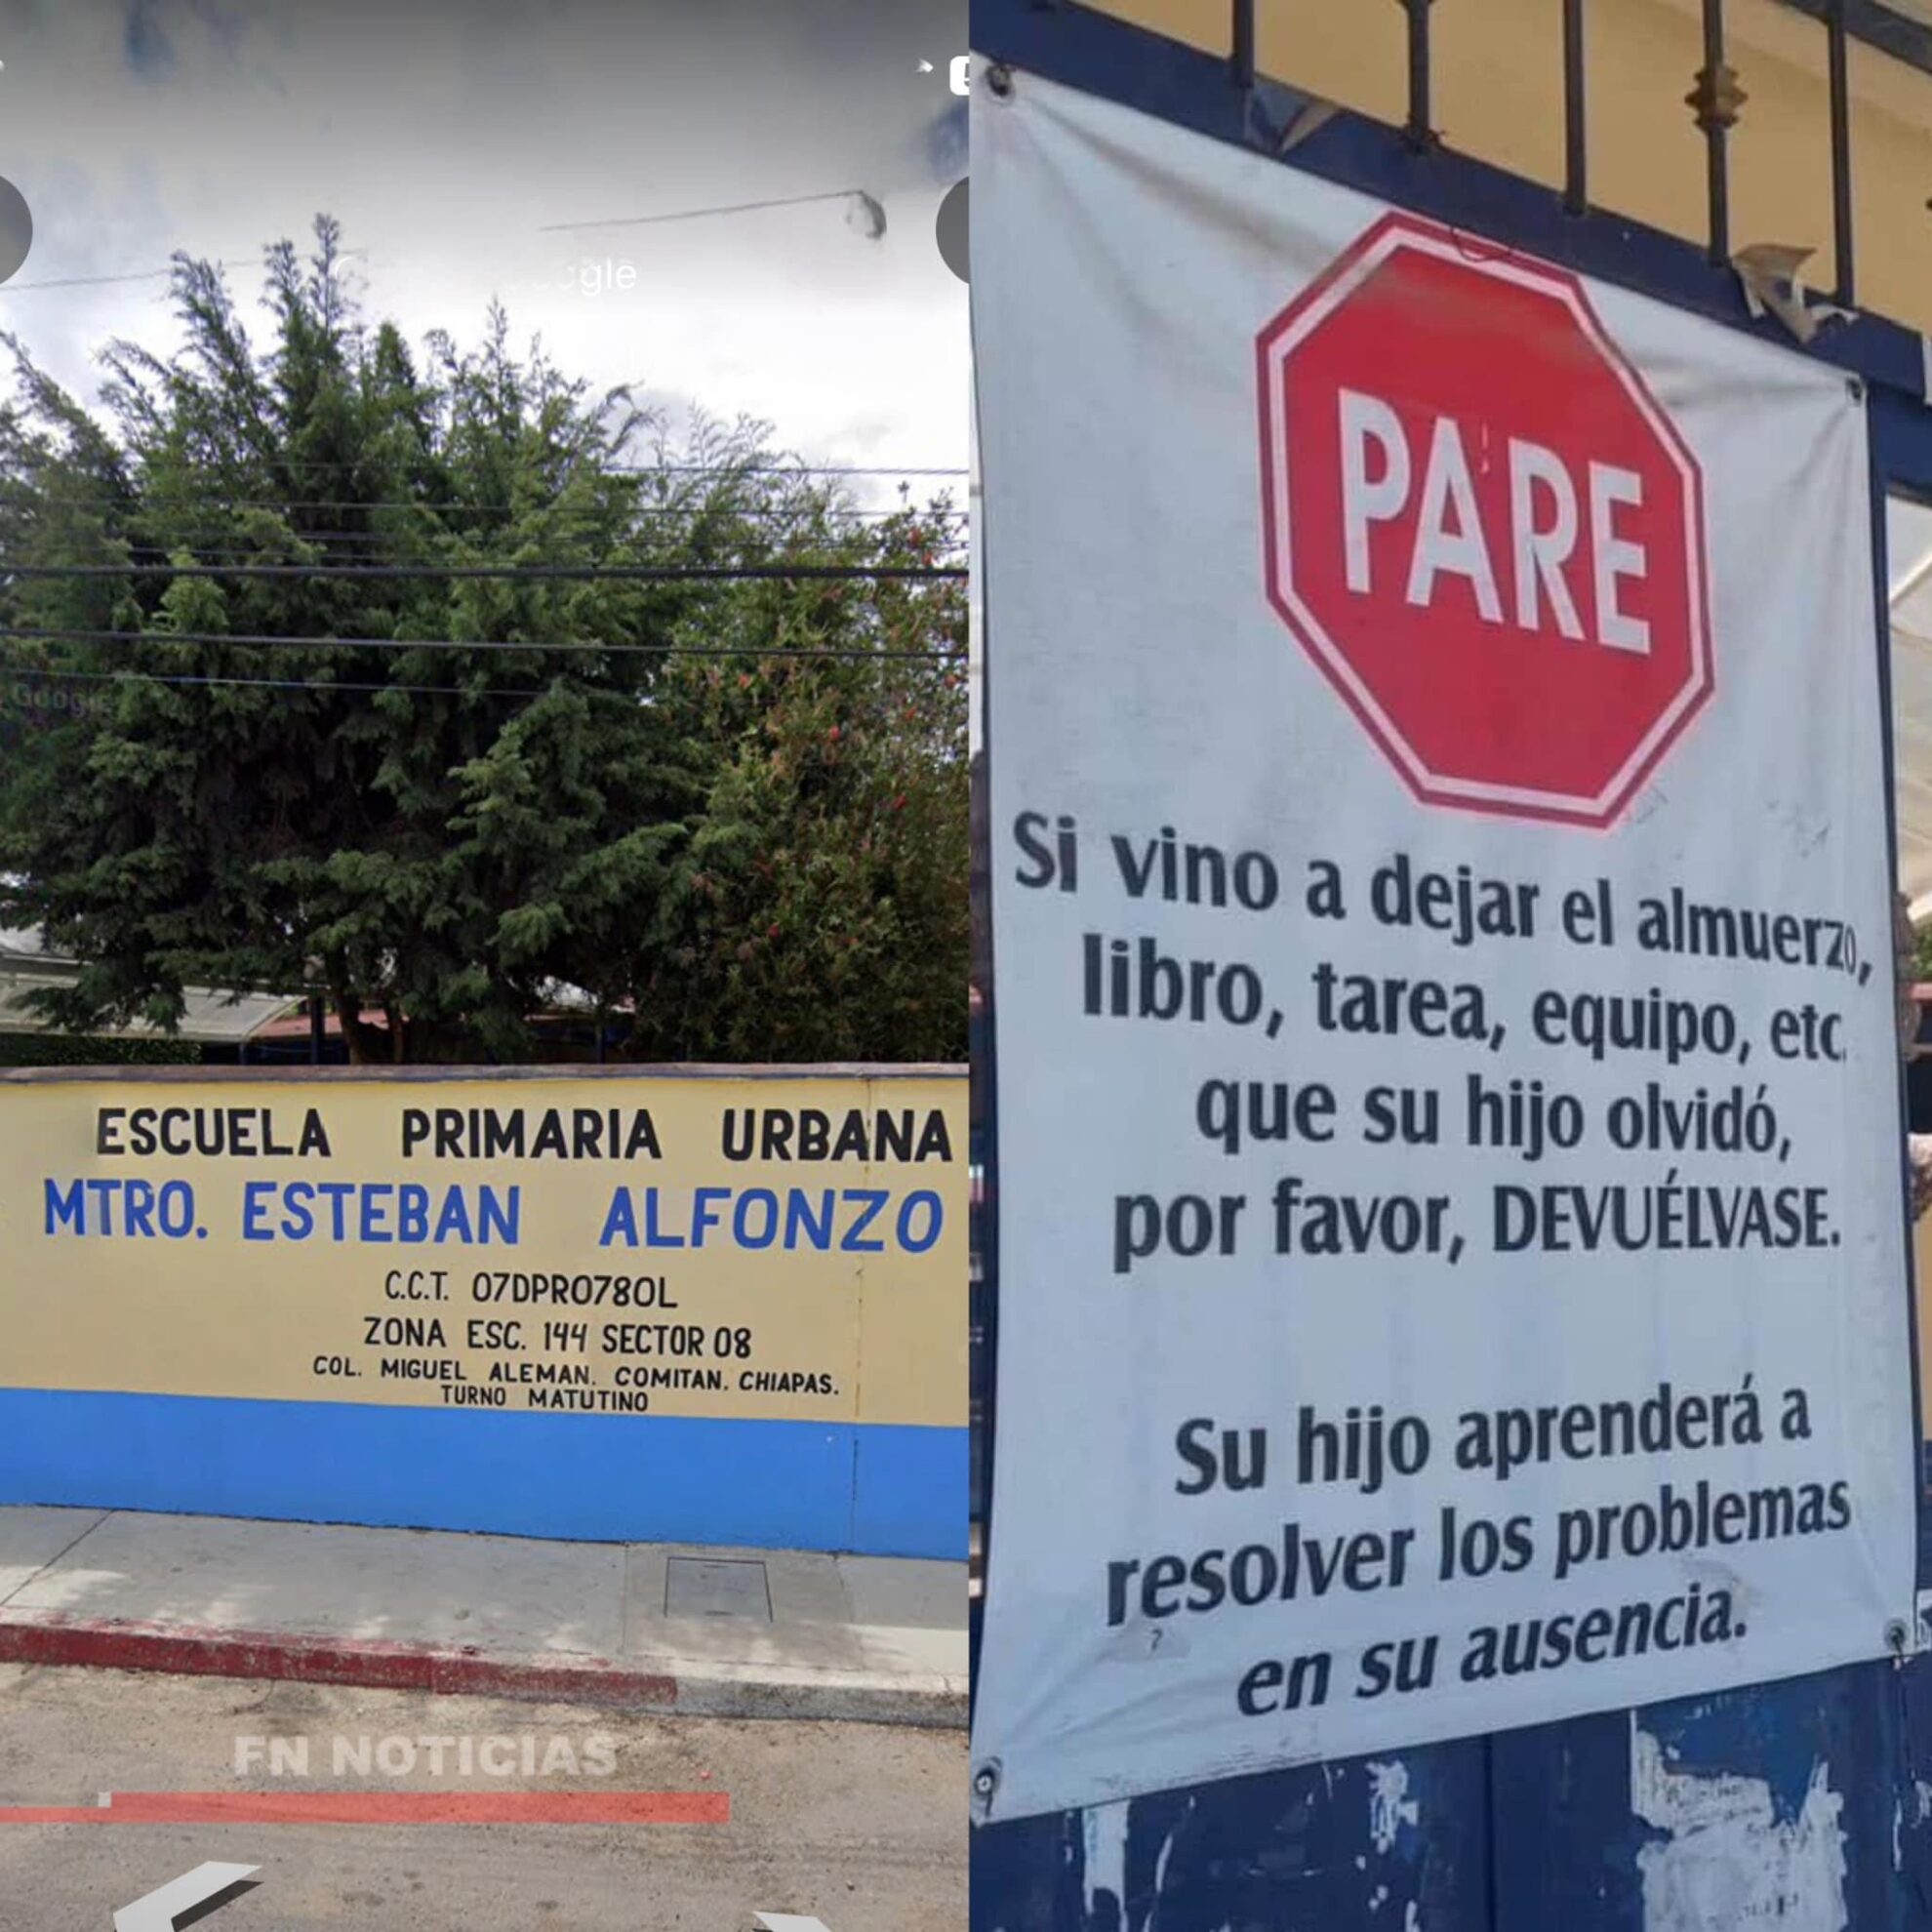 Google
Google
ESCUELA PRIMARIA URBANA
MTRO. ESTEBAN ALFONZO
C.C.T. 07DPR0780L
ZONA ESC. 144 SECTOR 08
COL. MIGUEL ALEMAN. COMITAN. CHIAPAS.
TURNO MATUTINO
FN NOTICIAS
PARE
Si vino a dejar el almuerzo,
libro, tarea, equipo, etc.
que su hijo olvidó,
por favor, DEVUÉLVASE.
Su hijo aprenderá a
resolver los problemas
en su ausencia.